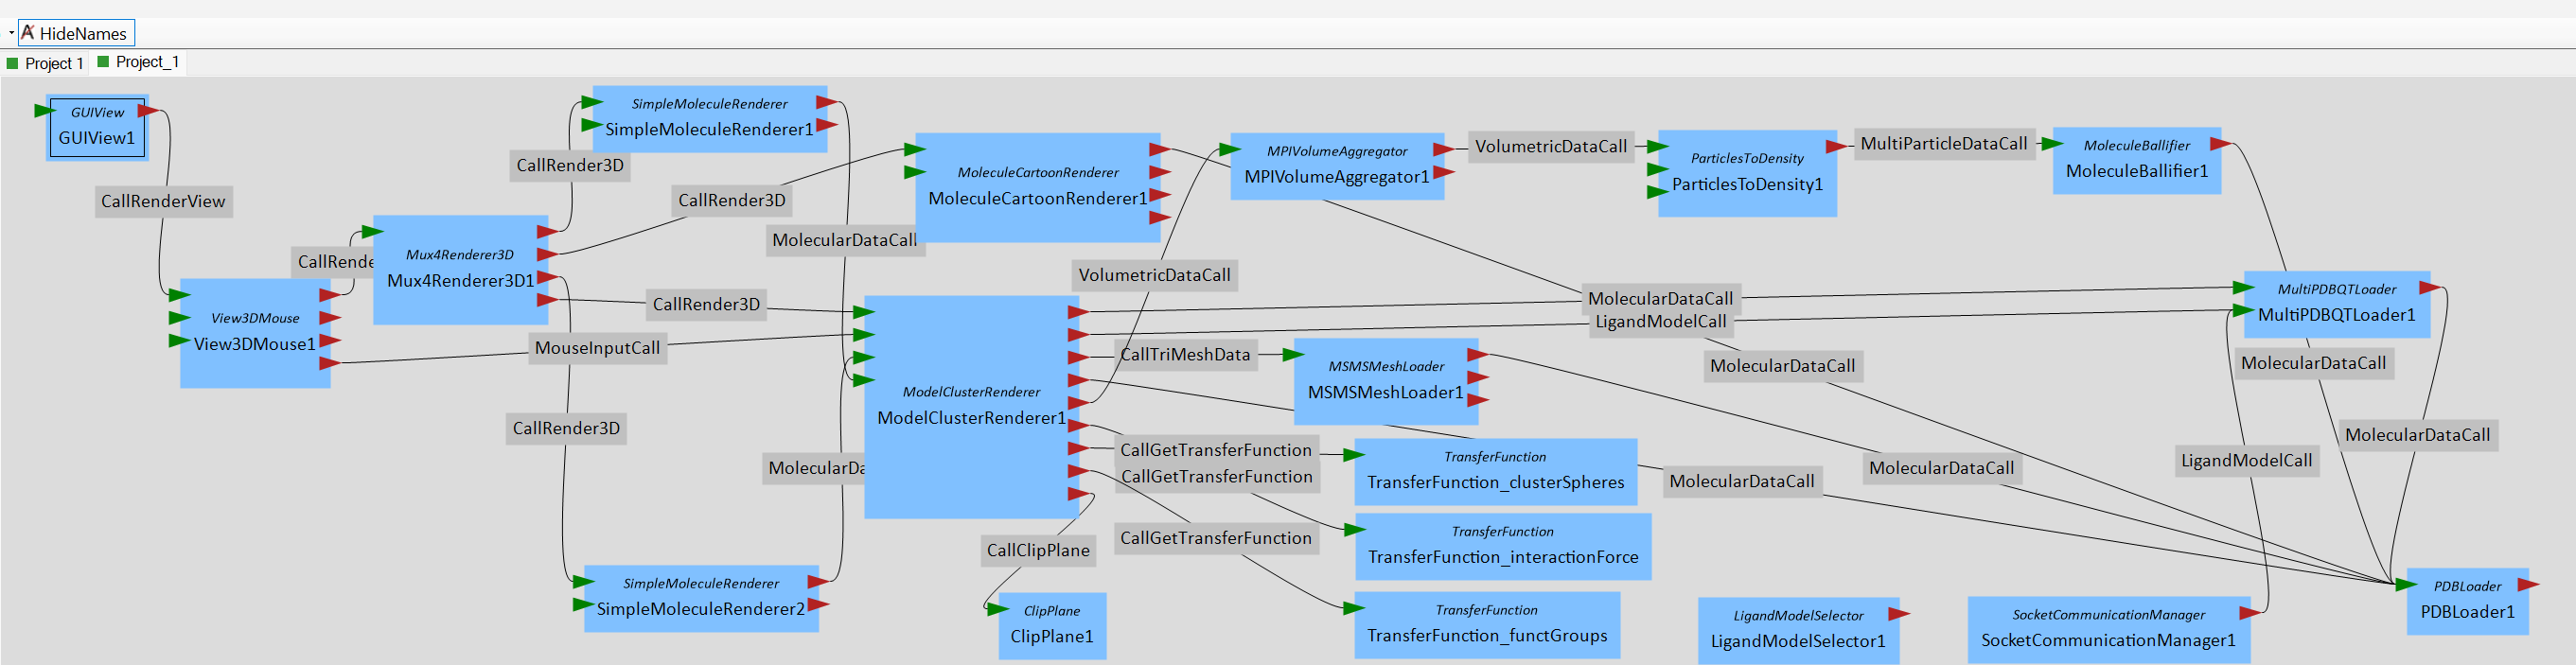 HideNames
Project 1
Project_1
GUIView
GUIView1
CallRenderView
CallRende
View3DMouse
View3DMouse1
Mux4Renderer3D
Mux4Renderer3D1
CallRender3D
SimpleMoleculeRenderer
SimpleMoleculeRenderer1
CallRender3D
MolecularDataCall
CallRender3D
MouseInputCall
CallRender3D
SimpleMoleculeRenderer
SimpleMoleculeRenderer2
MolecularDa
MoleculeCartoonRenderer
MoleculeCartoonRenderer1
ModelClusterRenderer
ModelClusterRenderer1
VolumetricDataCall
MPIVolumeAggregator
MPIVolumeAggregator1
VolumetricDataCall
ParticlesToDensity
ParticlesToDensity1
MultiParticleDataCall
MoleculeBallifier
MoleculeBallifier1
MolecularDataCall
LigandModelCall
MolecularDataCall
CallTriMeshData
MSMSMeshLoader
MSMSMeshLoader1
CallGetTransferFunction
CallGetTransferFunction
CallGetTransferFunction
TransferFunction
TransferFunction_clusterSpheres
TransferFunction
TransferFunction_interactionForce
TransferFunction
TransferFunction_functGroups
CallClipPlane
ClipPlane
ClipPlane1
MolecularDataCall
MolecularDataCall
MultiPDBQTLoader
MultiPDBQTLoader1
MolecularDataCall
MolecularDataCall
LigandModelCall
LigandModelSelector
LigandModelSelector1
SocketCommunicationManager
SocketCommunicationManager1
PDBLoader
PDBLoader1